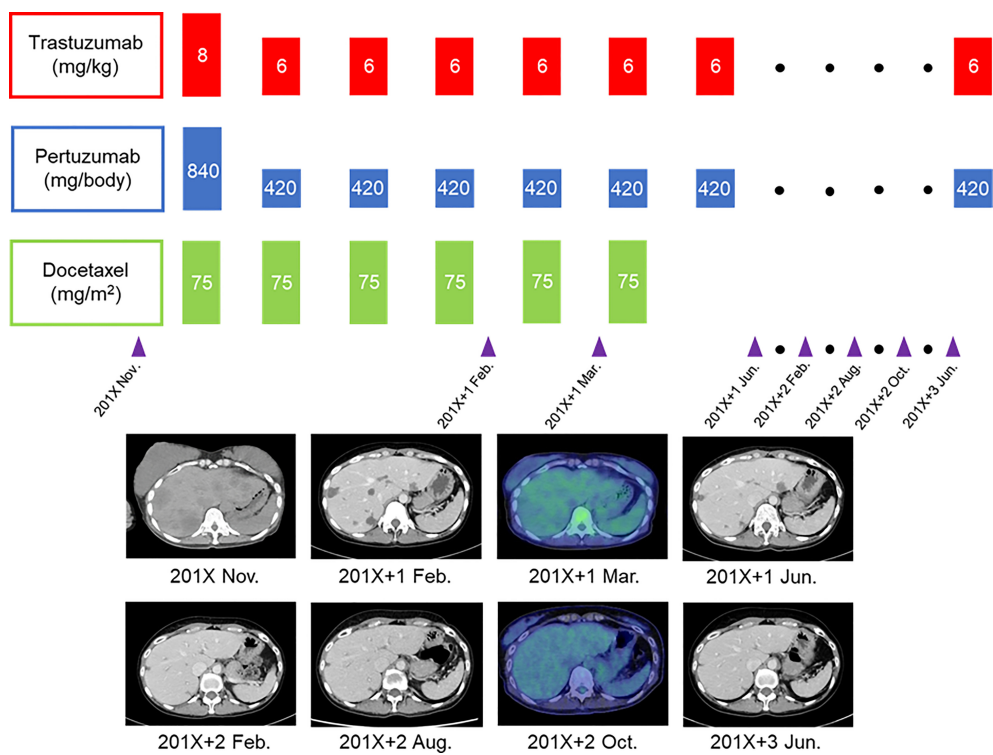 Trastuzumab
(mg/kg)
8 6 6 6 6 6 6 6
Pertuzumab
(mg/body)
840 420 420 420 420 420 420 420
Docetaxel
(mg/m²)
75 75 75 75 75 75
201X Nov. 201X+1 Feb. 201X+1 Mar. 201X+1 Jun. 201X+2 Feb. 201X+2 Aug. 201X+2 Oct. 201X+3 Jun.
201X Nov. 201X+1 Feb. 201X+1 Mar. 201X+1 Jun.
201X+2 Feb. 201X+2 Aug. 201X+2 Oct. 201X+3 Jun.